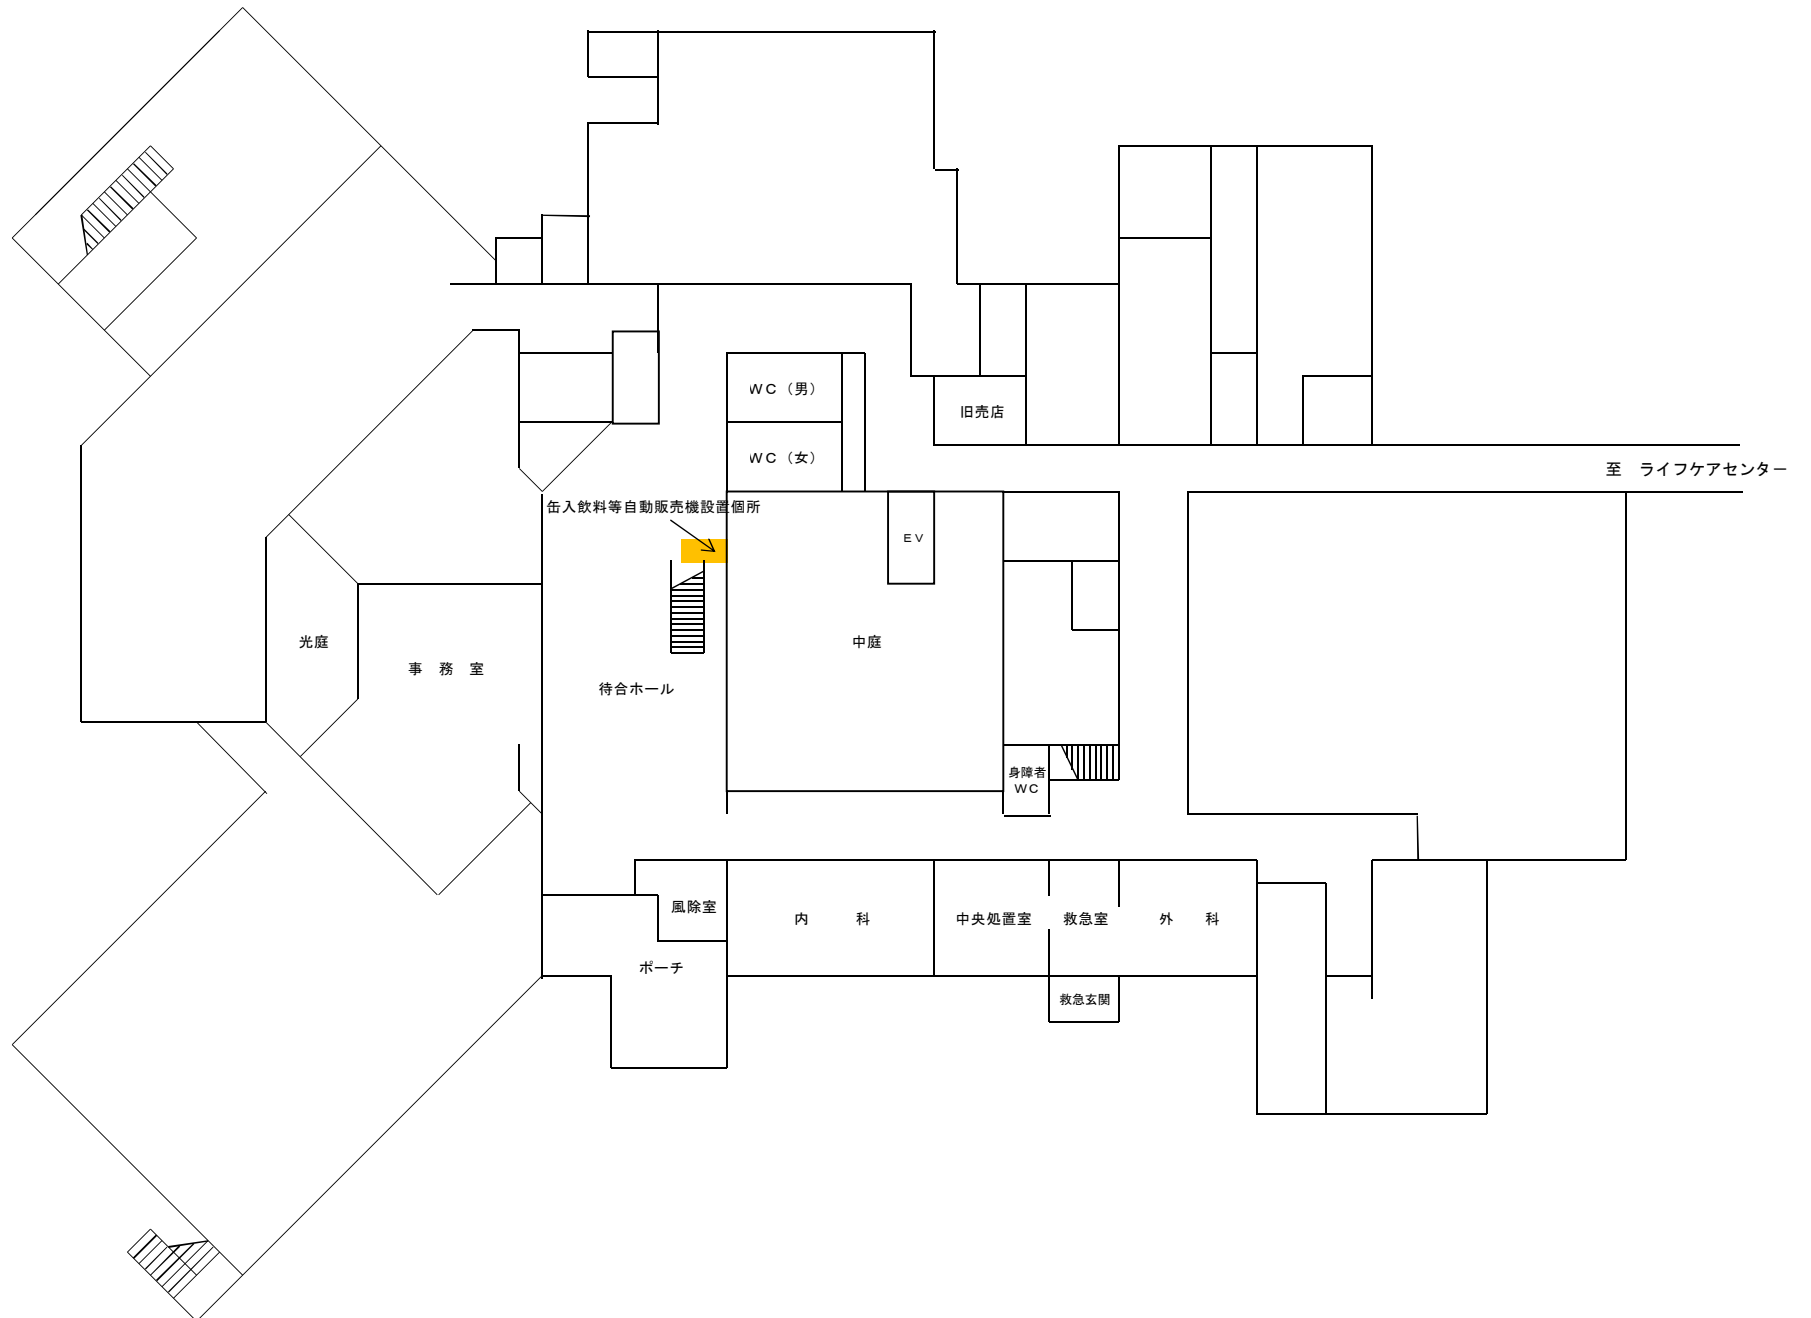 WC（男）
旧売店
WC（女）
至　ライフケアセンター
缶入飲料等自動販売機設置個所
EV
光庭
中庭
事　務　室
待合ホール
身障者
WC
風除室
内　　　科
中央処置室
救急室
外　　科
ポーチ
救急玄関